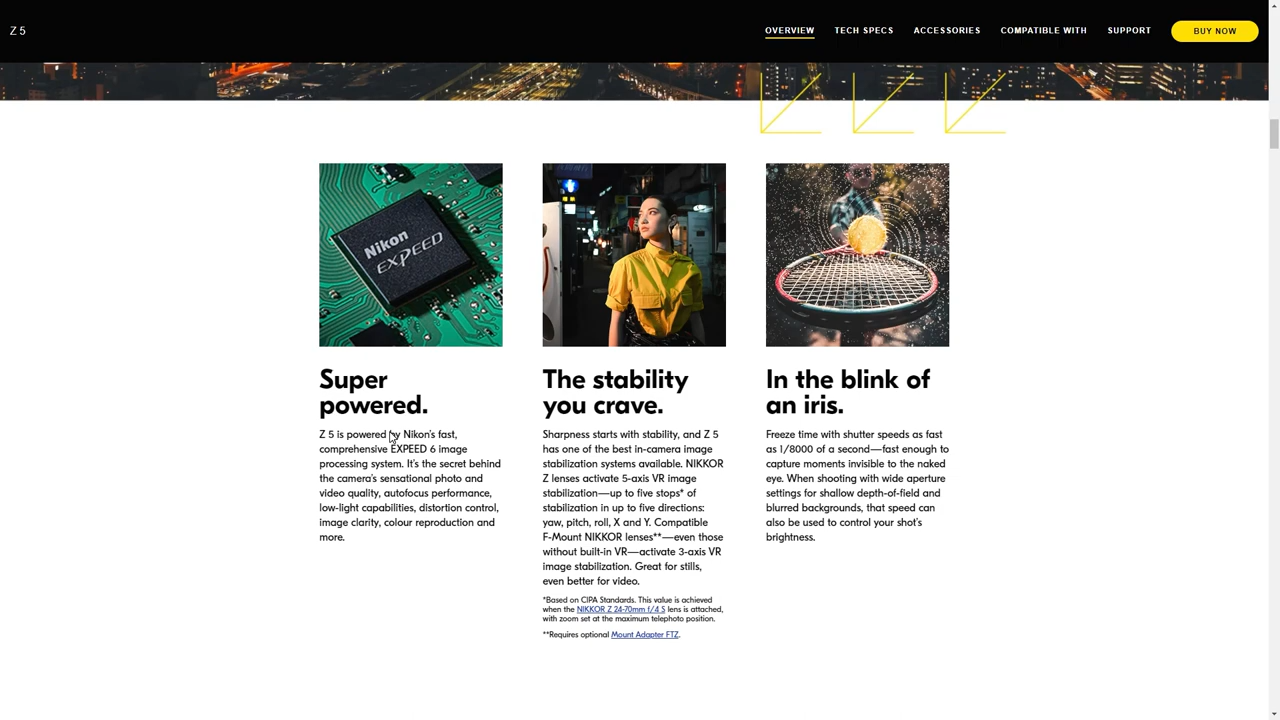 Z 5
OVERVIEW
TECH SPECS
ACCESSORIES
COMPATIBLE WITH
SUPPORT
BUY NOW
Nikon
EXPEED
Super
powered.
Z 5 is powered by Nikon's fast,
comprehensive EXPEED 6 image
processing system. It's the secret behind
the camera's sensational photo and
video quality, autofocus performance,
low-light capabilities, distortion control,
image clarity, colour reproduction and
more.
The stability
you crave.
Sharpness starts with stability, and Z 5
has one of the best in-camera image
stabilization systems available. NIKKOR
Z lenses activate 5-axis VR image
stabilization—up to five stops* of
stabilization in up to five directions:
yaw, pitch, roll, X and Y. Compatible
F-Mount NIKKOR lenses**—even those
without built-in VR—activate 3-axis VR
image stabilization. Great for stills,
even better for video.
*Based on CIPA Standards. This value is achieved
when the NIKKOR Z 24-70mm f/4 S lens is attached,
with zoom set at the maximum telephoto position.
**Requires optional Mount Adapter FTZ.
In the blink of
an iris.
Freeze time with shutter speeds as fast
as 1/8000 of a second—fast enough to
capture moments invisible to the naked
eye. When shooting with wide aperture
settings for shallow depth-of-field and
blurred backgrounds, that speed can
also be used to control your shot's
brightness.